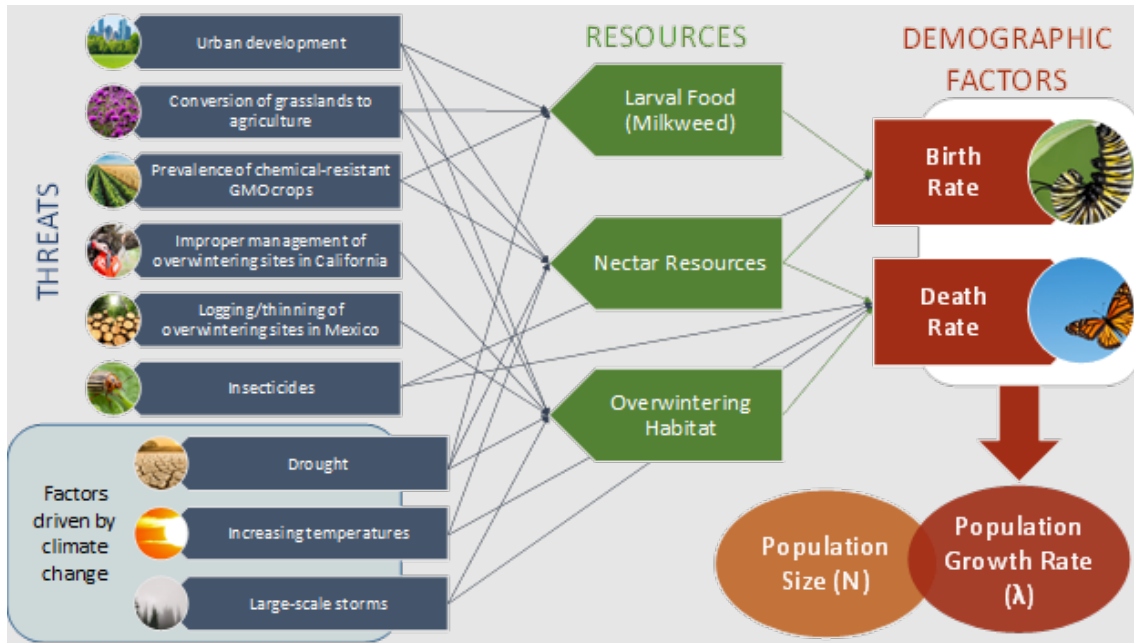 Urban development
Conversion of grasslands to
agriculture
Prevalence of chemical-resistant
GMO crops
Improper management of
overwintering sites in California
Logging/thinning of
overwintering sites in Mexico
Insecticides
THREATS
Factors
driven by
climate
change
Drought
Increasing temperatures
Large-scale storms
RESOURCES
Larval Food
(Milkweed)
Nectar Resources
Overwintering
Habitat
DEMOGRAPHIC
FACTORS
Birth
Rate
Death
Rate
Population
Size (N)
Population
Growth Rate
(λ)